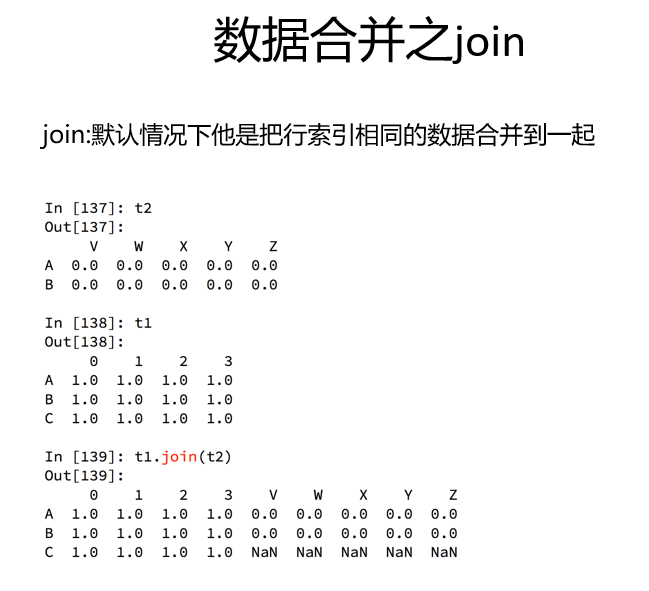 数据合并之join
join:默认情况下他是把行索引相同的数据合并到一起
In [137]: t2
Out[137]:
     V    W    X    Y    Z
A  0.0  0.0  0.0  0.0  0.0
B  0.0  0.0  0.0  0.0  0.0
In [138]: t1
Out[138]:
     0    1    2    3
A  1.0  1.0  1.0  1.0
B  1.0  1.0  1.0  1.0
C  1.0  1.0  1.0  1.0
In [139]: t1.join(t2)
Out[139]:
     0    1    2    3    V    W    X    Y    Z
A  1.0  1.0  1.0  1.0  0.0  0.0  0.0  0.0  0.0
B  1.0  1.0  1.0  1.0  0.0  0.0  0.0  0.0  0.0
C  1.0  1.0  1.0  1.0  NaN  NaN  NaN  NaN  NaN